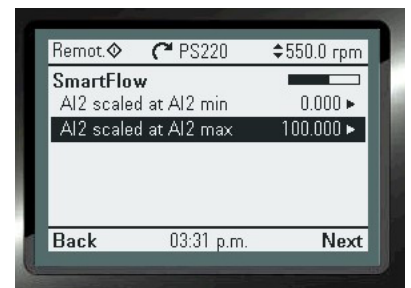 Remot. PS220 550.0 rpm
SmartFlow
AI2 scaled at AI2 min 0.000
AI2 scaled at AI2 max 100.000
Back 03:31 p.m. Next